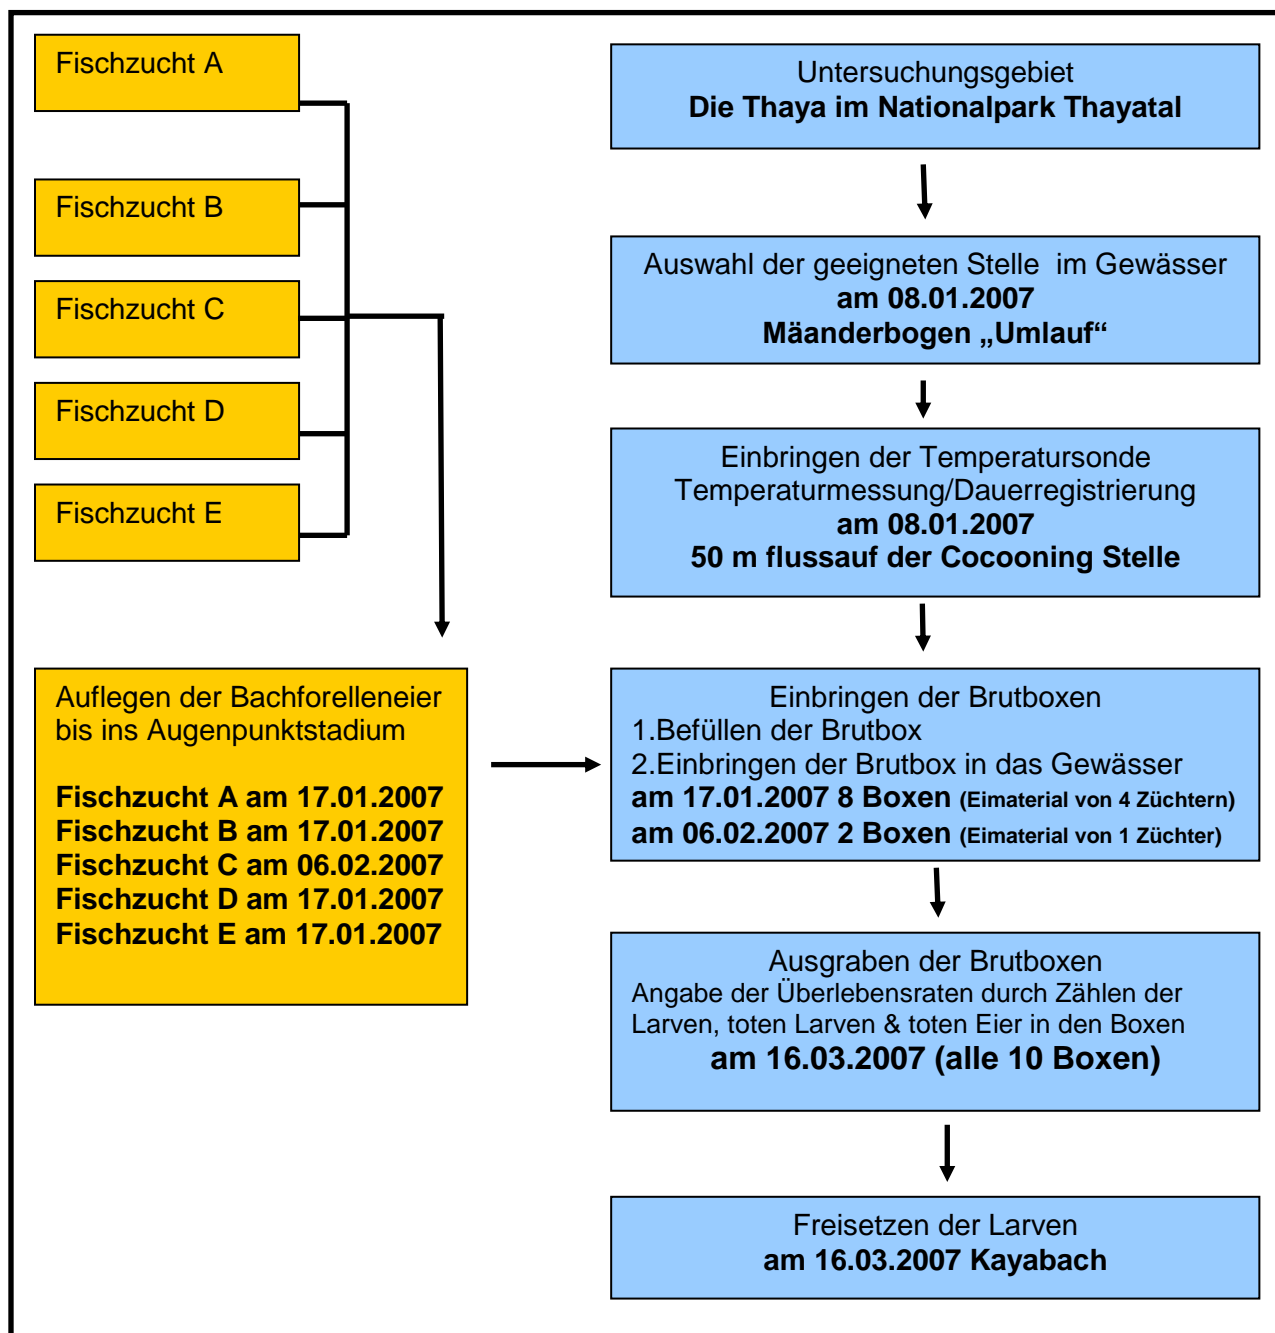 Fischzucht A
Fischzucht B
Fischzucht C
Fischzucht D
Fischzucht E
Auflegen der Bachforelleneier
bis ins Augenpunktstadium
Fischzucht A am 17.01.2007
Fischzucht B am 17.01.2007
Fischzucht C am 06.02.2007
Fischzucht D am 17.01.2007
Fischzucht E am 17.01.2007
Untersuchungsgebiet
Die Thaya im Nationalpark Thayatal
Auswahl der geeigneten Stelle im Gewässer
am 08.01.2007
Mäanderbogen „Umlauf“
Einbringen der Temperatursonde
Temperaturmessung/Dauerregistrierung
am 08.01.2007
50 m flussauf der Cocooning Stelle
Einbringen der Brutboxen
1.Befüllen der Brutbox
2.Einbringen der Brutbox in das Gewässer
am 17.01.2007 8 Boxen (Eimaterial von 4 Züchtern)
am 06.02.2007 2 Boxen (Eimaterial von 1 Züchter)
Ausgraben der Brutboxen
Angabe der Überlebensraten durch Zählen der
Larven, toten Larven & toten Eier in den Boxen
am 16.03.2007 (alle 10 Boxen)
Freisetzen der Larven
am 16.03.2007 Kayabach